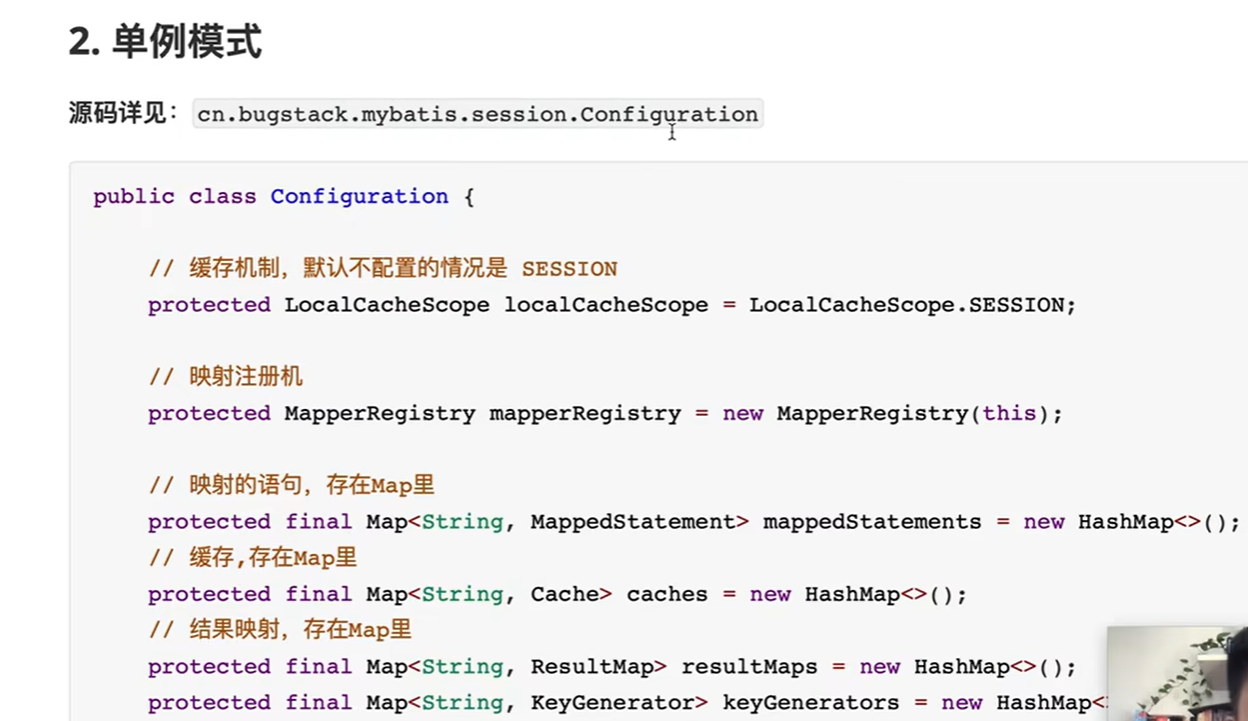 2. 单例模式
源码详见： cn.bugstack.mybatis.session.Configuration
public class Configuration {
// 缓存机制，默认不配置的情况是 SESSION
protected LocalCacheScope localCacheScope = LocalCacheScope.SESSION;
// 映射注册机
protected MapperRegistry mapperRegistry = new MapperRegistry(this);
// 映射的语句，存在Map里
protected final Map<String, MappedStatement> mappedStatements = new HashMap<>();
// 缓存,存在Map里
protected final Map<String, Cache> caches = new HashMap<>();
// 结果映射，存在Map里
protected final Map<String, ResultMap> resultMaps = new HashMap<>();
protected final Map<String, KeyGenerator> keyGenerators = new HashMap<